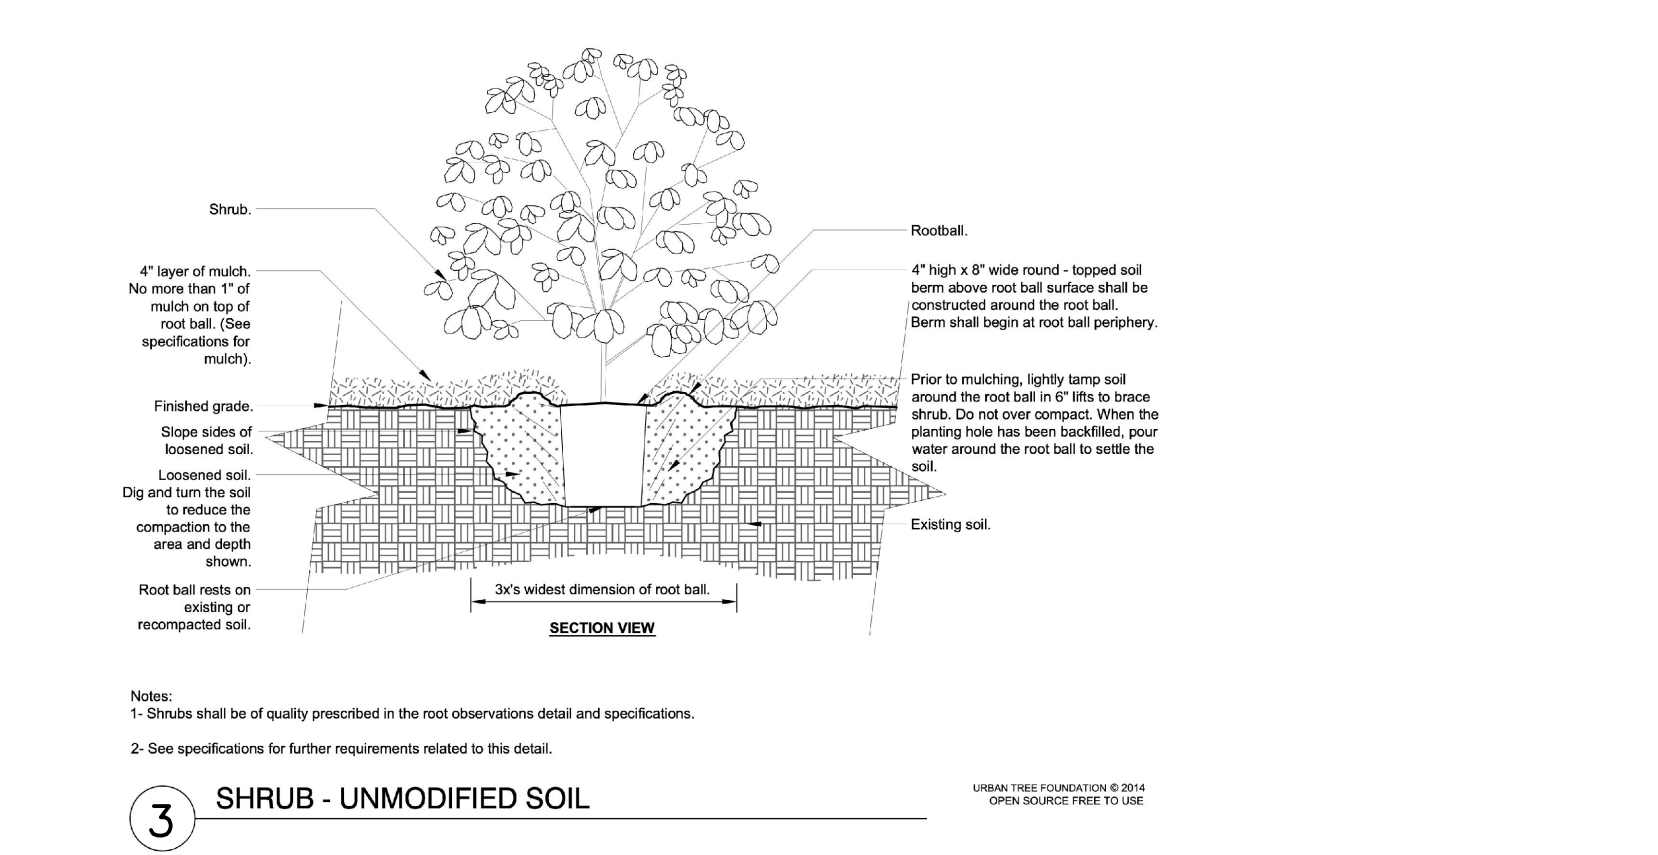 Shrub.
4" layer of mulch.
No more than 1" of
mulch on top of
root ball. (See
specifications for
mulch).
Finished grade.
Slope sides of
loosened soil.
Loosened soil.
Dig and turn the soil
to reduce the
compaction to the
area and depth
shown.
Root ball rests on
existing or
recompacted soil.
Rootball.
4" high x 8" wide round - topped soil
berm above root ball surface shall be
constructed around the root ball.
Berm shall begin at root ball periphery.
Prior to mulching, lightly tamp soil
around the root ball in 6" lifts to brace
shrub. Do not over compact. When the
planting hole has been backfilled, pour
water around the root ball to settle the
soil.
Existing soil.
3x's widest dimension of root ball.
SECTION VIEW
Notes:
1- Shrubs shall be of quality prescribed in the root observations detail and specifications.
2- See specifications for further requirements related to this detail.
3
SHRUB - UNMODIFIED SOIL
URBAN TREE FOUNDATION © 2014
OPEN SOURCE FREE TO USE